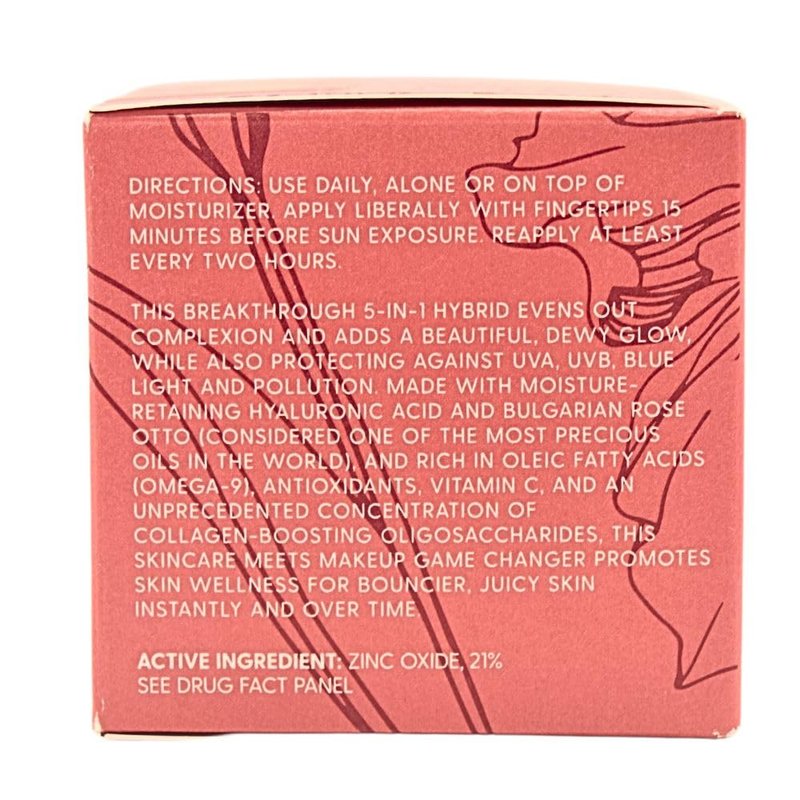 DIRECTIONS: USE DAILY, ALONE OR ON TOP OF
MOISTURIZER. APPLY LIBERALLY WITH FINGERTIPS 15
MINUTES BEFORE SUN EXPOSURE. REAPPLY AT LEAST
EVERY TWO HOURS.
THIS BREAKTHROUGH 5-IN-1 HYBRID EVENS OUT
COMPLEXION AND ADDS A BEAUTIFUL, DEWY GLOW,
WHILE ALSO PROTECTING AGAINST UVA, UVB, BLUE
LIGHT AND POLLUTION. MADE WITH MOISTURE-
RETAINING HYALURONIC ACID AND BULGARIAN ROSE
OTTO (CONSIDERED ONE OF THE MOST PRECIOUS
OILS IN THE WORLD), AND RICH IN OLEIC FATTY ACIDS
(OMEGA-9), ANTIOXIDANTS, VITAMIN C, AND AN
UNPRECEDENTED CONCENTRATION OF
COLLAGEN-BOOSTING OLIGOSACCHARIDES, THIS
SKINCARE MEETS MAKEUP GAME CHANGER PROMOTES
SKIN WELLNESS FOR BOUNCIER, JUICY SKIN
INSTANTLY AND OVER TIME.
ACTIVE INGREDIENT: ZINC OXIDE, 21%
SEE DRUG FACT PANEL